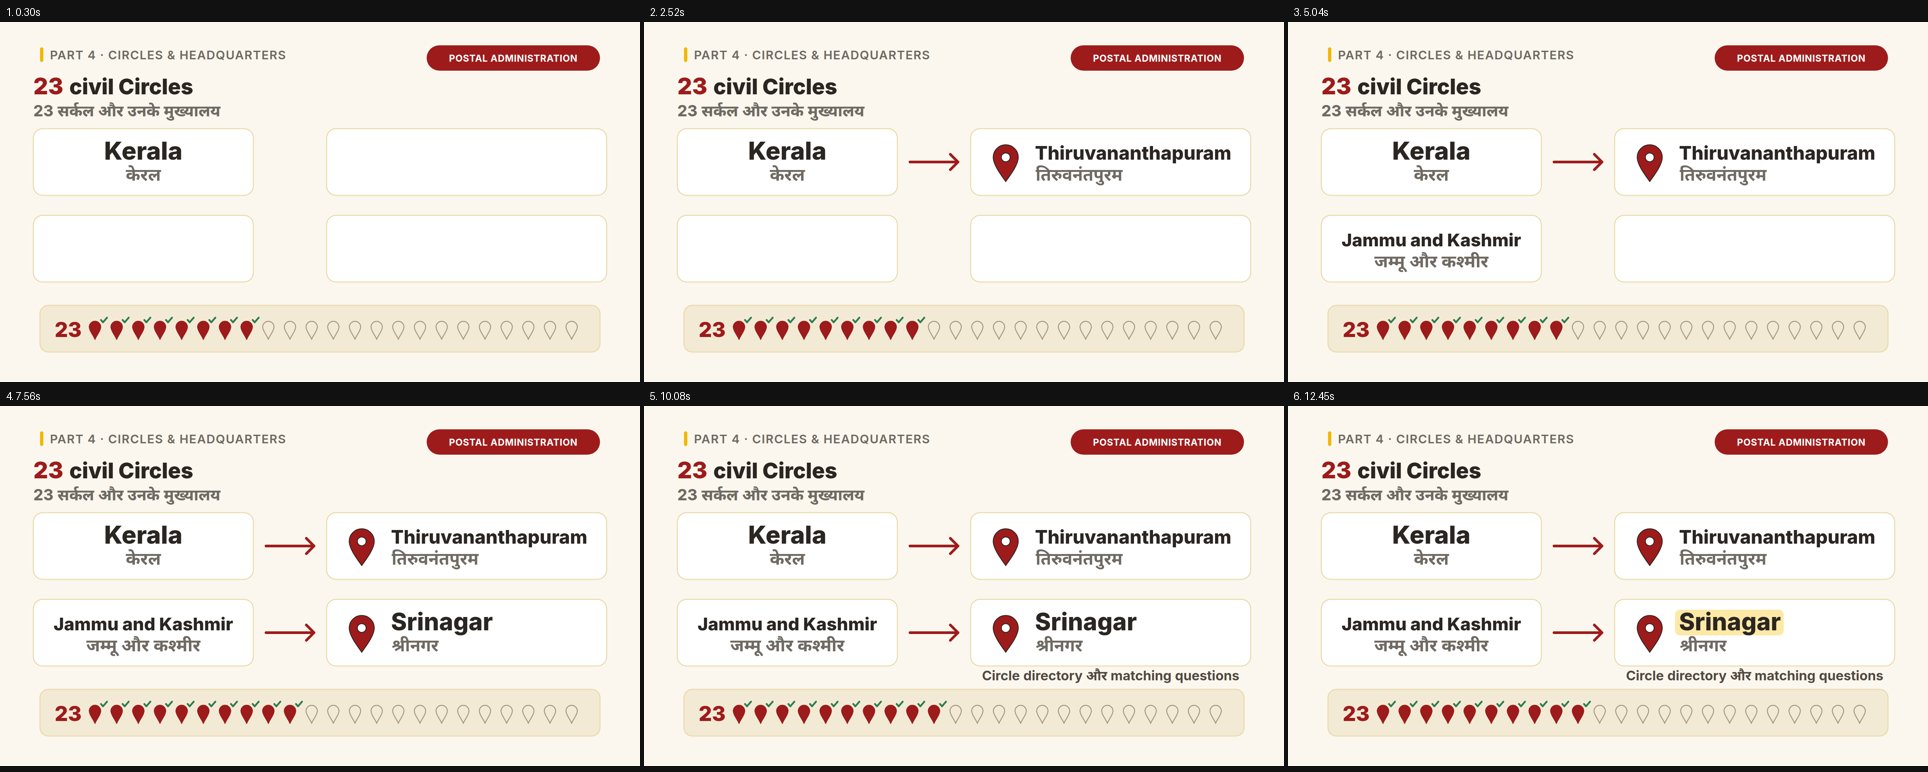 1. 0.30s
PART 4 · CIRCLES & HEADQUARTERS
POSTAL ADMINISTRATION
23 civil Circles
23 सर्कल और उनके मुख्यालय
Kerala
केरल
23
2. 2.52s
PART 4 · CIRCLES & HEADQUARTERS
POSTAL ADMINISTRATION
23 civil Circles
23 सर्कल और उनके मुख्यालय
Kerala
केरल
Thiruvananthapuram
तिरुवनंतपुरम
23
3. 5.04s
PART 4 · CIRCLES & HEADQUARTERS
POSTAL ADMINISTRATION
23 civil Circles
23 सर्कल और उनके मुख्यालय
Kerala
केरल
Thiruvananthapuram
तिरुवनंतपुरम
Jammu and Kashmir
जम्मू और कश्मीर
23
4. 7.56s
PART 4 · CIRCLES & HEADQUARTERS
POSTAL ADMINISTRATION
23 civil Circles
23 सर्कल और उनके मुख्यालय
Kerala
केरल
Thiruvananthapuram
तिरुवनंतपुरम
Jammu and Kashmir
जम्मू और कश्मीर
Srinagar
श्रीनगर
23
5. 10.08s
PART 4 · CIRCLES & HEADQUARTERS
POSTAL ADMINISTRATION
23 civil Circles
23 सर्कल और उनके मुख्यालय
Kerala
केरल
Thiruvananthapuram
तिरुवनंतपुरम
Jammu and Kashmir
जम्मू और कश्मीर
Srinagar
श्रीनगर
Circle directory और matching questions
23
6. 12.45s
PART 4 · CIRCLES & HEADQUARTERS
POSTAL ADMINISTRATION
23 civil Circles
23 सर्कल और उनके मुख्यालय
Kerala
केरल
Thiruvananthapuram
तिरुवनंतपुरम
Jammu and Kashmir
जम्मू और कश्मीर
Srinagar
श्रीनगर
Circle directory और matching questions
23